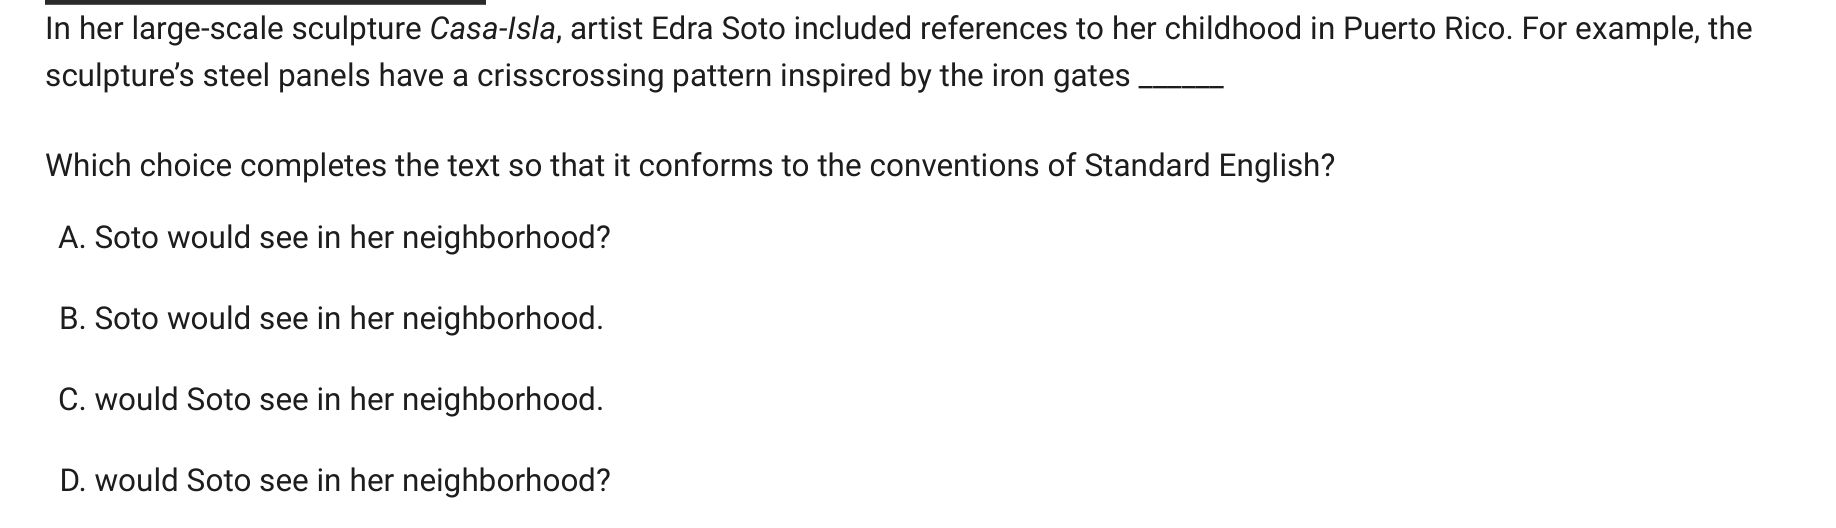 In her large-scale sculpture Casa-Isla, artist Edra Soto included references to her childhood in Puerto Rico. For example, the
sculpture’s steel panels have a crisscrossing pattern inspired by the iron gates ______
Which choice completes the text so that it conforms to the conventions of Standard English?
A. Soto would see in her neighborhood?
B. Soto would see in her neighborhood.
C. would Soto see in her neighborhood.
D. would Soto see in her neighborhood?